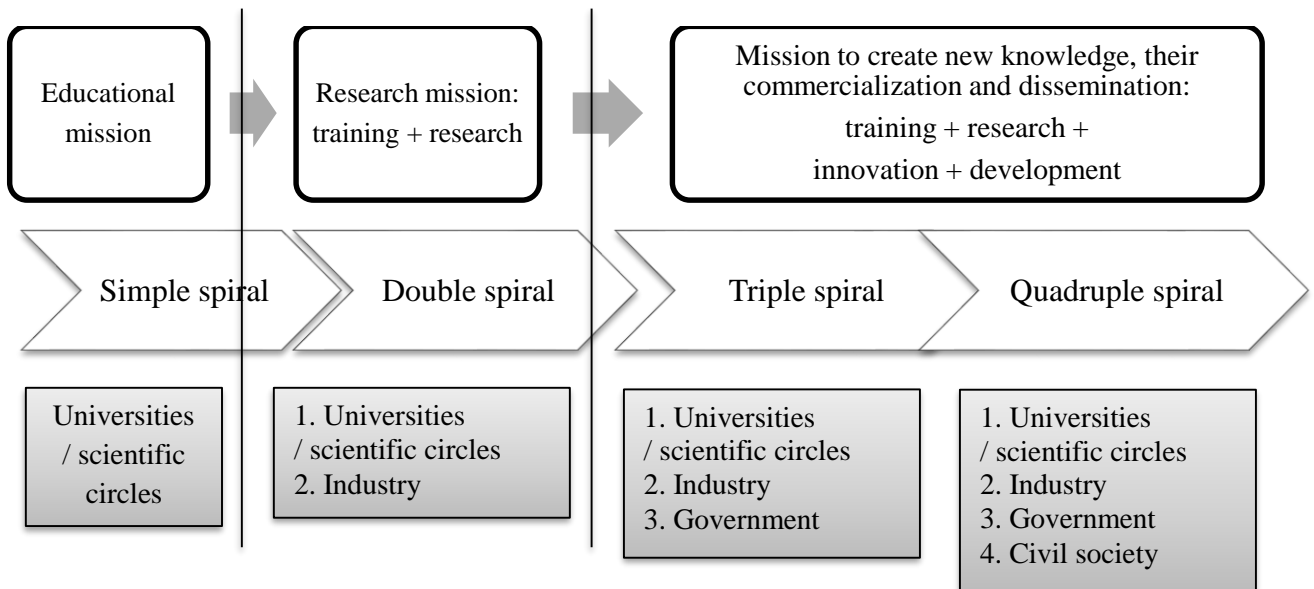 Educational
mission
Research mission:
training + research
Mission to create new knowledge, their
commercialization and dissemination:
training + research +
innovation + development
Simple spiral
Double spiral
Triple spiral
Quadruple spiral
Universities
/ scientific
circles
1. Universities
/ scientific circles
2. Industry
1. Universities
/ scientific circles
2. Industry
3. Government
1. Universities
/ scientific circles
2. Industry
3. Government
4. Civil society